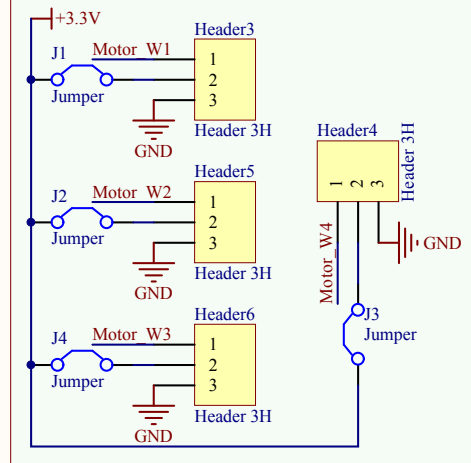 +3.3V
Header3
J1
Motor_W1
1
2
3
Jumper
Header 3H
GND
Header4
Header 3H
1
2
3
Header5
J2
Motor_W2
1
2
3
Jumper
Header 3H
GND
GND
Motor_W4
J3
Jumper
Header6
J4
Motor_W3
1
2
3
Jumper
Header 3H
GND